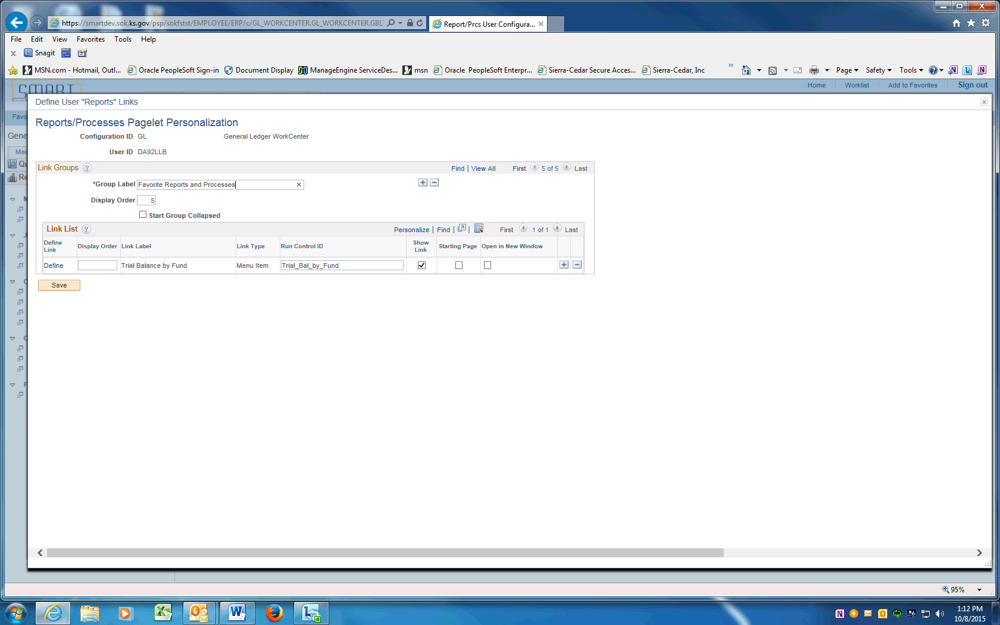 https://smartdev.sok.ks.gov/psp/sokfstst/EMPLOYEE/ERP/c/GL_WORKCENTER.GL_WORKCENTER.GBL
Report/Prcs User Configura...
File Edit View Favorites Tools Help
x Snagit
MSN.com - Hotmail, Outl... Oracle PeopleSoft Sign-in Document Display ManageEngine ServiceDes... msn Oracle PeopleSoft Enterpr... Sierra-Cedar Secure Acces... Sierra-Cedar, Inc » Page Safety Tools
SMART
Home Worklist Add to Favorites Sign out
Define User "Reports" Links
Favo
Reports/Processes Pagelet Personalization
Gene
Configuration ID GL General Ledger WorkCenter
Mai
User ID DA92LLB
Qu
Link Groups Find | View All First 5 of 5 Last
Re
*Group Label Favorite Reports and Processes
Display Order 5
Start Group Collapsed
Link List Personalize | Find | | First 1 of 1 Last
Define Link Display Order Link Label Link Type Run Control ID Show Link Starting Page Open in New Window
Define Trial Balance by Fund Menu Item Trial_Bal_by_Fund
Save
95%
1:12 PM
10/8/2015